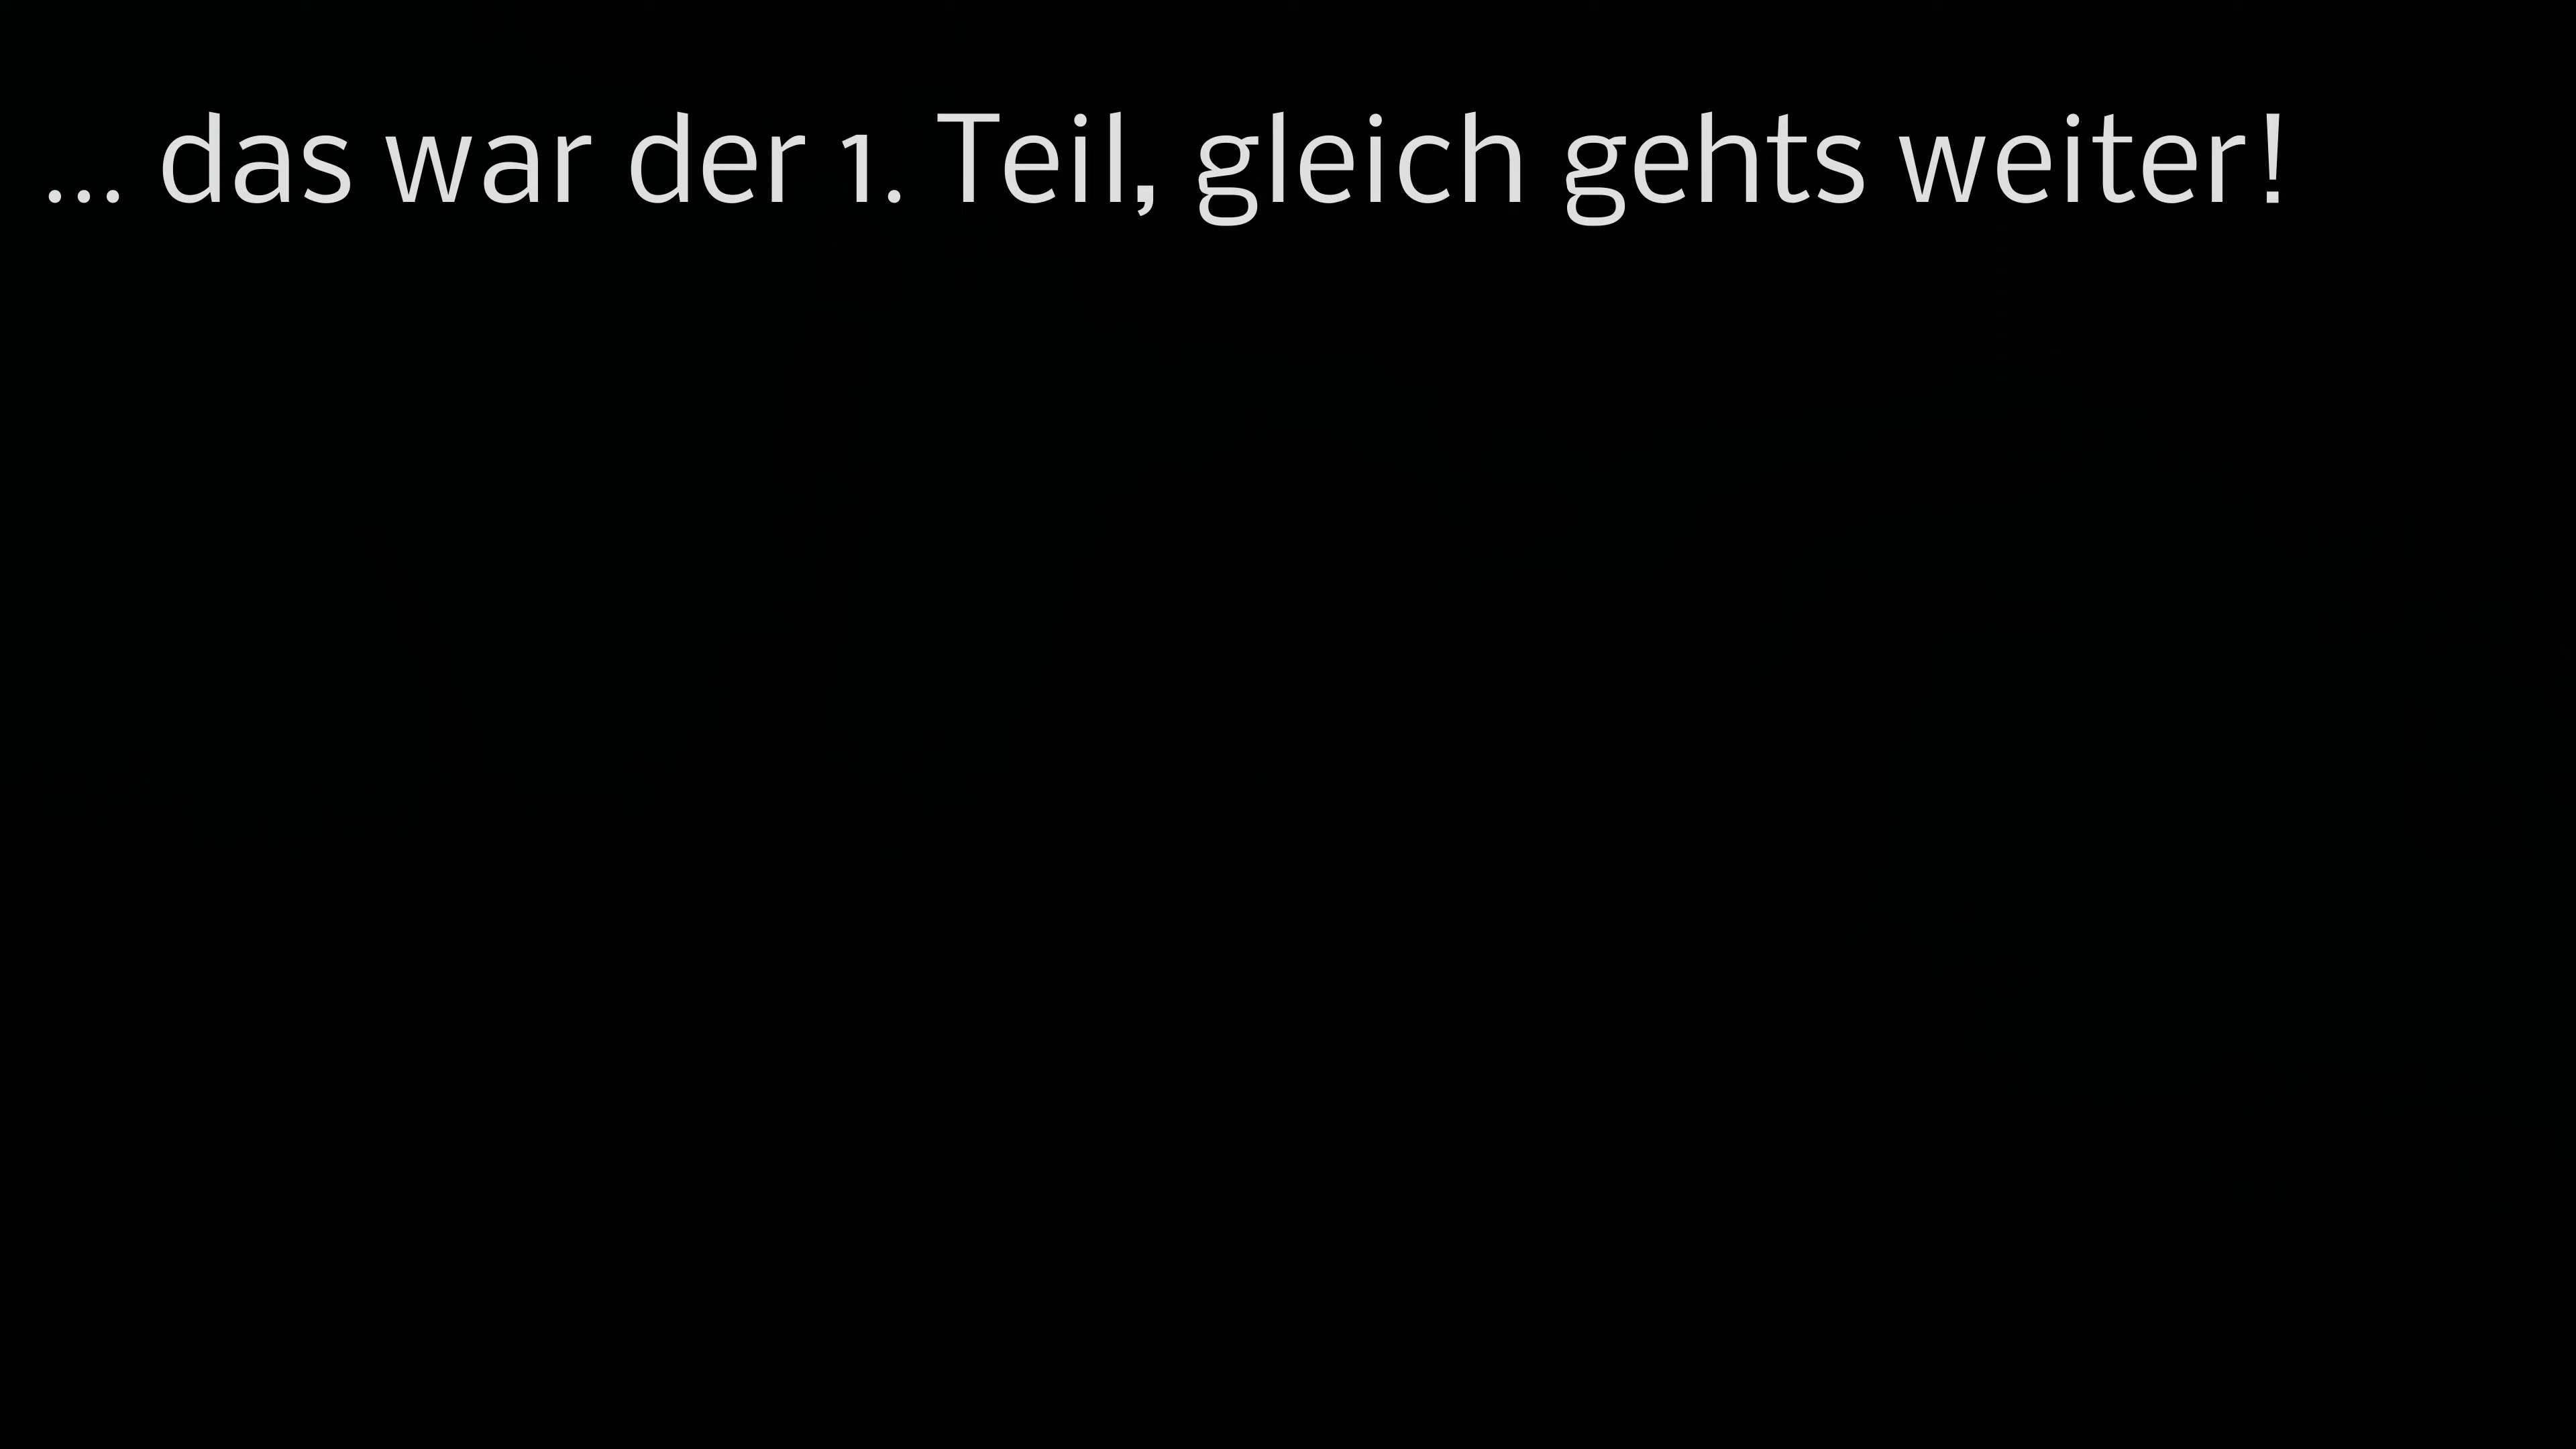 ... das war der 1. Teil, gleich gehts weiter!